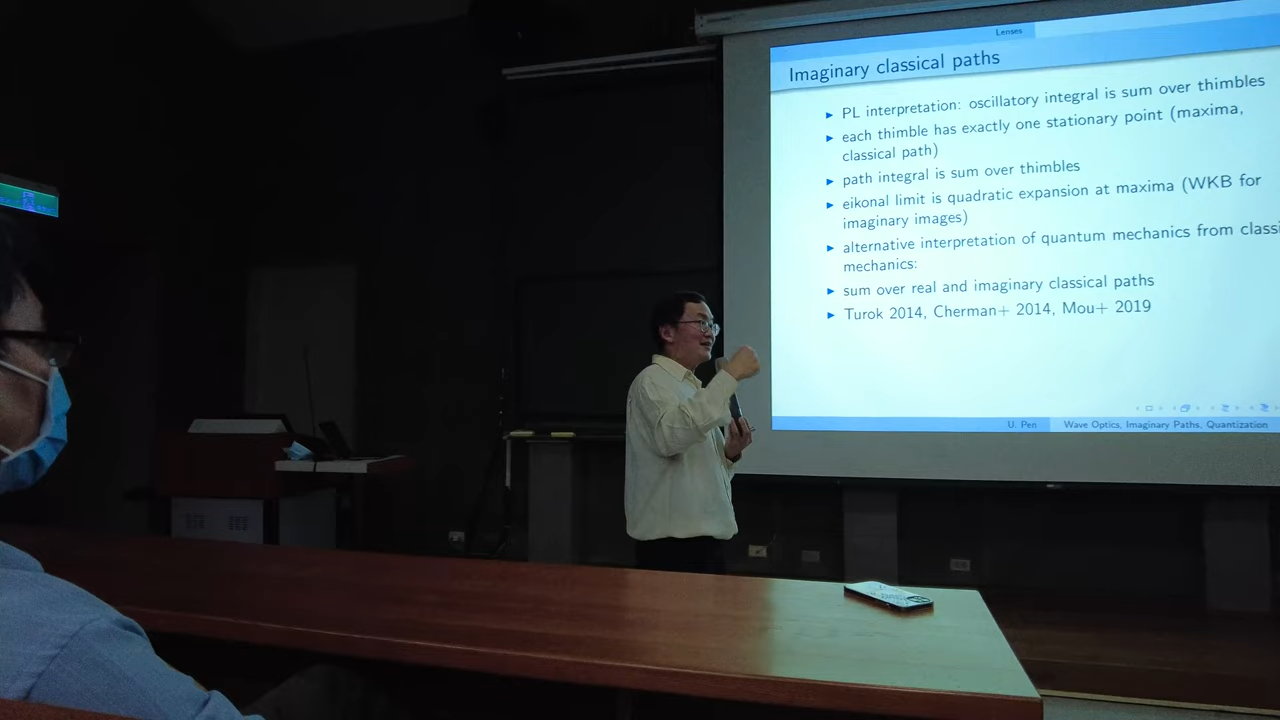 Lenses
Imaginary classical paths
PL interpretation: oscillatory integral is sum over thimbles
each thimble has exactly one stationary point (maxima,
classical path)
path integral is sum over thimbles
eikonal limit is quadratic expansion at maxima (WKB for
imaginary images)
alternative interpretation of quantum mechanics from classi
mechanics:
sum over real and imaginary classical paths
Turok 2014, Cherman+ 2014, Mou+ 2019
U. Pen
Wave Optics, Imaginary Paths, Quantization